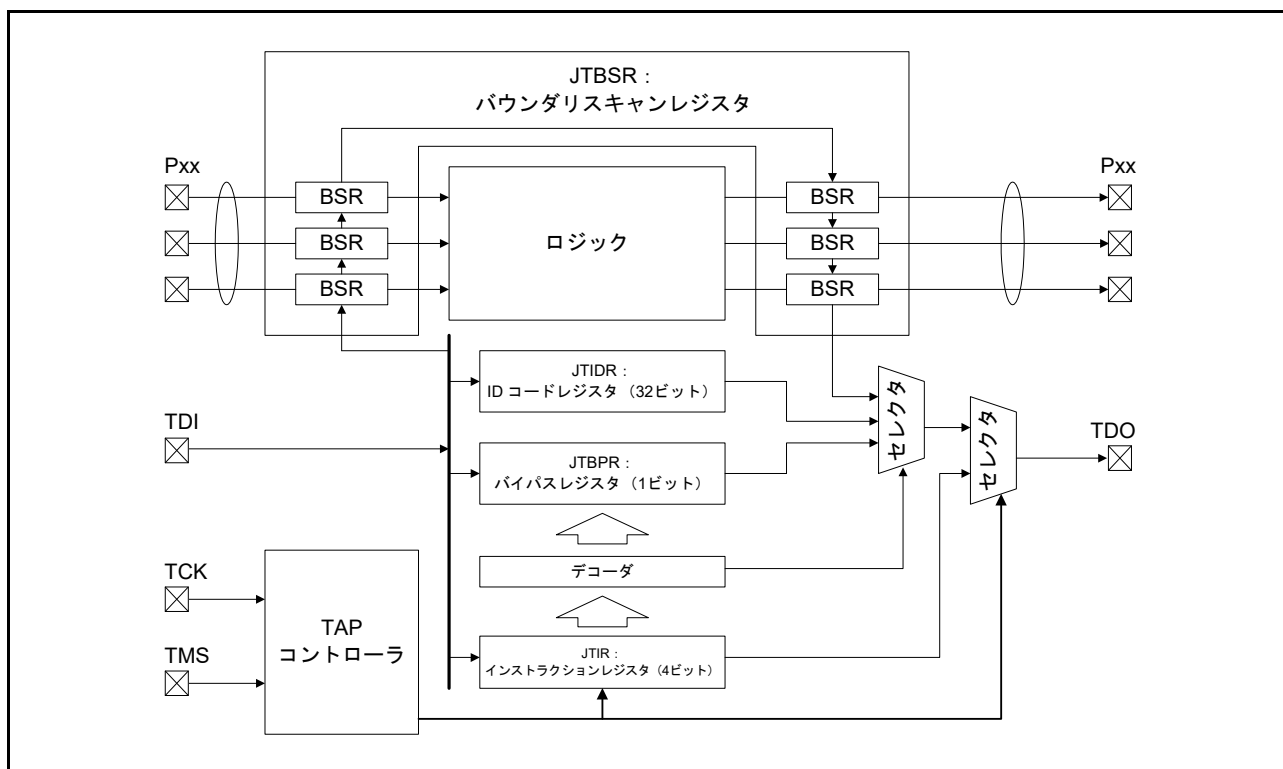 JTBSR：
バウンダリスキャンレジスタ
Pxx
Pxx
BSR
BSR
BSR
ロジック
BSR
BSR
BSR
JTIDR：
ID コードレジスタ（32ビット）
TDI
JTBPR：
バイパスレジスタ（1ビット）
セレクタ
セレクタ
TDO
デコーダ
TCK
TMS
TAP
コントローラ
JTIR：
インストラクションレジスタ（4ビット）